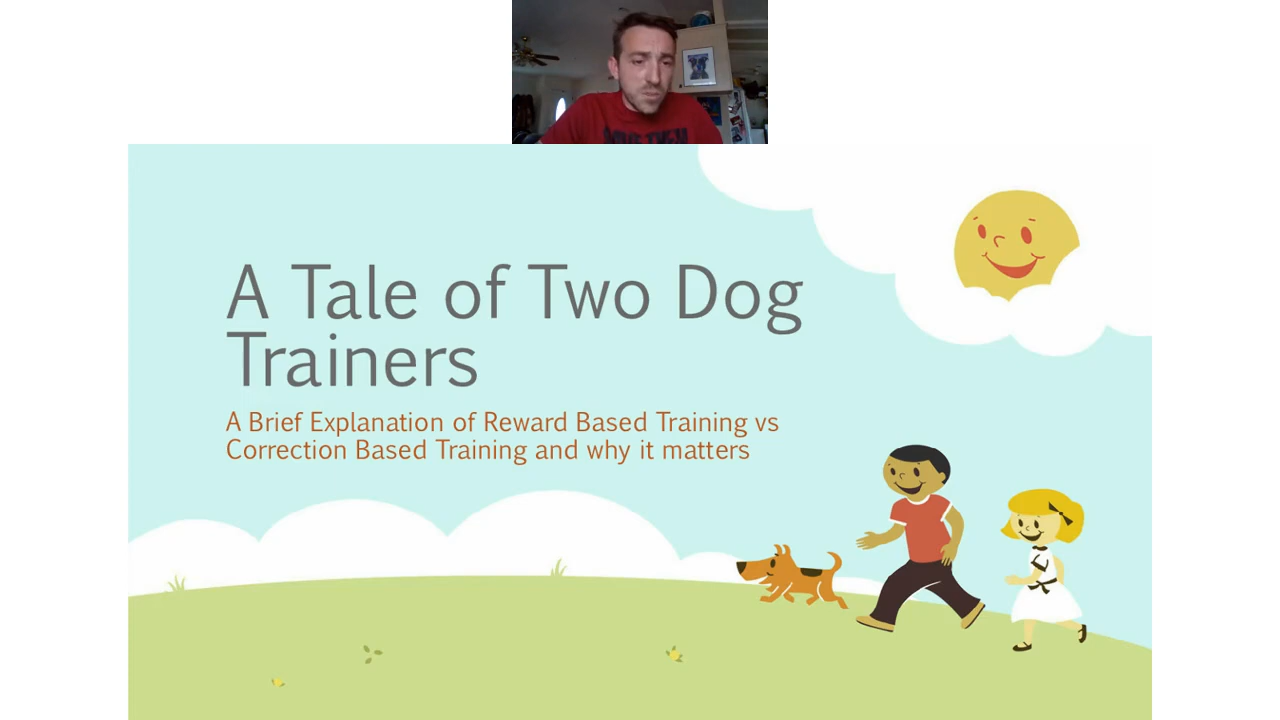 A Tale of Two Dog
Trainers
A Brief Explanation of Reward Based Training vs
Correction Based Training and why it matters